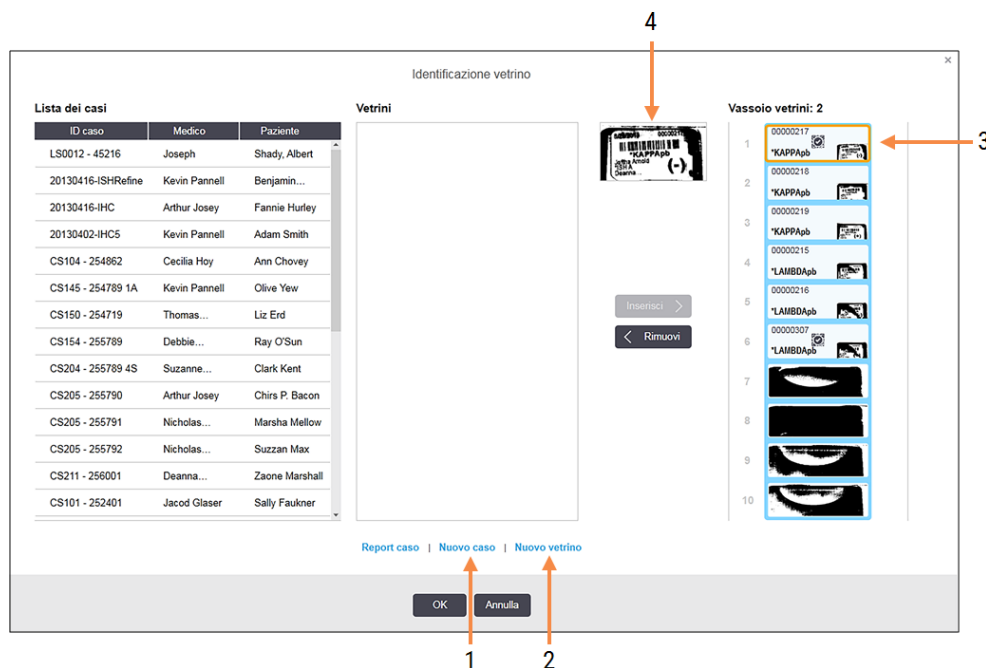 4
×
Identificazione vetrino
Lista dei casi
Vetrini
Vassoio vetrini: 2
ID caso Medico Paziente
LS0012 - 45216 Joseph Shady, Albert
20130416-ISHRefine Kevin Pannell Benjamin...
20130416-IHC Arthur Josey Fannie Hurley
20130402-IHC5 Kevin Pannell Adam Smith
CS104 - 254862 Cecilia Hoy Ann Chovey
CS145 - 254789 1A Kevin Pannell Olive Yew
CS150 - 254719 Thomas... Liz Erd
CS154 - 255789 Debbie... Ray O'Sun
CS204 - 255789 4S Suzanne... Clark Kent
CS205 - 255790 Arthur Josey Chirs P. Bacon
CS205 - 255791 Nicholas... Marsha Mellow
CS205 - 255792 Nicholas... Suzzan Max
CS211 - 256001 Deanna... Zaone Marshall
CS101 - 252401 Jacod Glaser Sally Faukner
*KAPPApb
Arnold
(-)
Deanna...
Inserisci >
< Rimuovi
1
00000217
*KAPPApb
3
2
00000218
*KAPPApb
3
00000219
*KAPPApb
4
00000215
*LAMBDApb
5
00000216
*LAMBDApb
6
00000307
*LAMBDApb
7
8
9
10
Report caso | Nuovo caso | Nuovo vetrino
OK Annulla
1 2